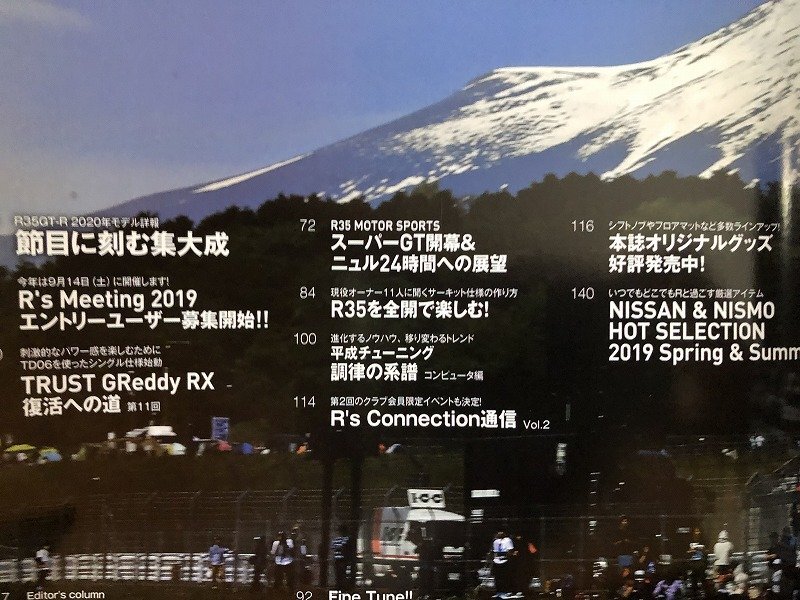 R35GT-R 2020年モデル詳報
節目に刻む集大成
今年は9月14日（土）に開催します!
R's Meeting 2019
エントリーユーザー募集開始!!
刺激的なパワー感を楽しむために
TD06を使ったシングル仕様始動
TRUST GReddy RX
復活への道 第11回
7 Editor's column
72 R35 MOTOR SPORTS
スーパーGT開幕&
ニュル24時間への展望
84 現役オーナー11人に聞くサーキット仕様の作り方
R35を全開で楽しむ!
100 進化するノウハウ、移り変わるトレンド
平成チューニング
調律の系譜 コンピュータ編
114 第2回のクラブ会員限定イベントも決定!
R's Connection通信 Vol.2
92 Fine Tune!!
116 シフトノブやフロアマットなど多数ラインアップ!
本誌オリジナルグッズ
好評発売中!
140 いつでもどこでもRと過ごす厳選アイテム
NISSAN & NISMO
HOT SELECTION
2019 Spring & Summ